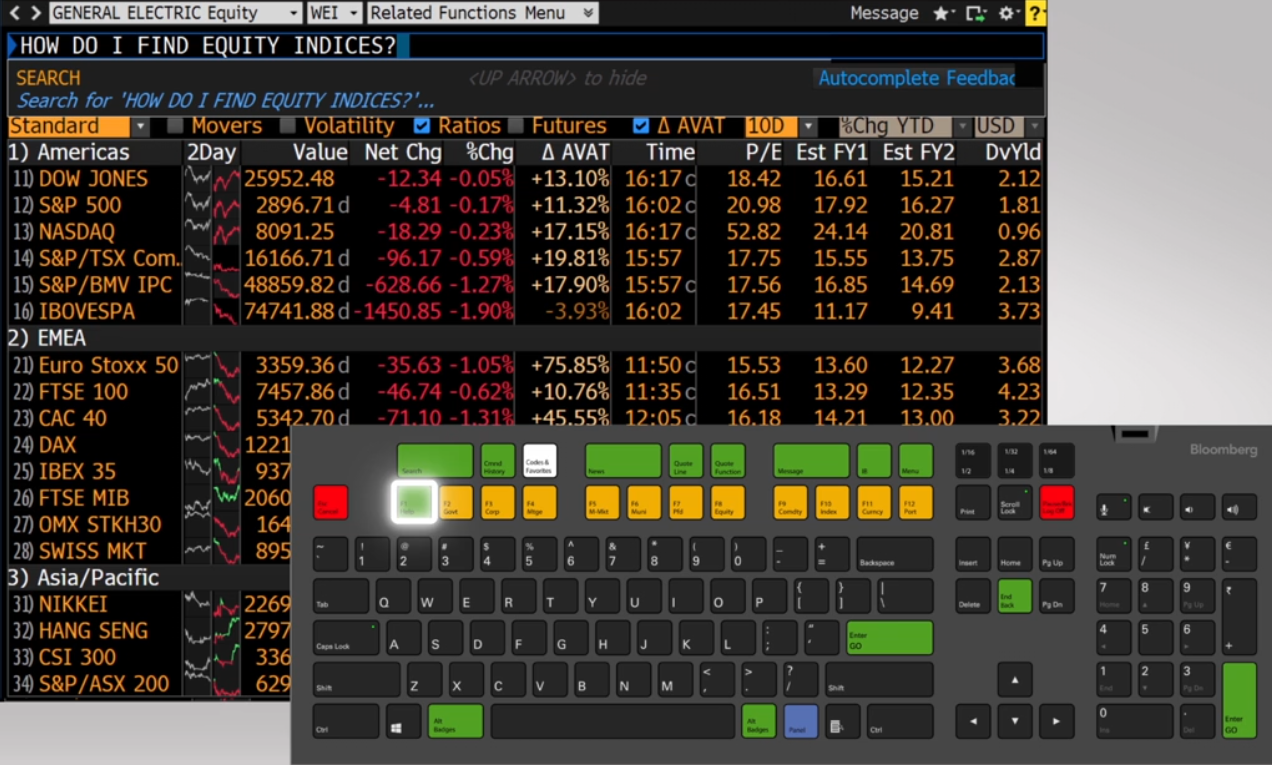 GENERAL ELECTRIC Equity WEI Related Functions Menu Message ?
HOW DO I FIND EQUITY INDICES?
SEARCH <UP ARROW> to hide Autocomplete Feedbac
Search for 'HOW DO I FIND EQUITY INDICES?'...
Standard Movers Volatility Ratios Futures Δ AVAT 10D %Chg YTD USD
1) Americas 2Day Value Net Chg %Chg Δ AVAT Time P/E Est FY1 Est FY2 DvYld
11) DOW JONES 25952.48 -12.34 -0.05% +13.10% 16:17 c 18.42 16.61 15.21 2.12
12) S&P 500 2896.71 d -4.81 -0.17% +11.32% 16:02 c 20.98 17.92 16.27 1.81
13) NASDAQ 8091.25 -18.29 -0.23% +17.15% 16:17 c 52.82 24.14 20.81 0.96
14) S&P/TSX Com. 16166.71 d -96.17 -0.59% +19.81% 15:57 17.75 15.55 13.75 2.87
15) S&P/BMV IPC 48859.82 d -628.66 -1.27% +17.90% 15:57 c 17.56 16.85 14.69 2.13
16) IBOVESPA 74741.88 d -1450.85 -1.90% -3.93% 16:02 17.45 11.17 9.41 3.73
2) EMEA
21) Euro Stoxx 50 3359.36 d -35.63 -1.05% +75.85% 11:50 c 15.53 13.60 12.27 3.68
22) FTSE 100 7457.86 d -46.74 -0.62% +10.76% 11:35 c 16.51 13.29 12.35 4.23
23) CAC 40 5342.70 d -71.10 -1.31% +45.55% 12:05 c 16.18 14.21 13.00 3.22
24) DAX 1221
25) IBEX 35 937
26) FTSE MIB 2060
27) OMX STKH30 164
28) SWISS MKT 895
3) Asia/Pacific
31) NIKKEI 2269
32) HANG SENG 2797
33) CSI 300 336
34) S&P/ASX 200 629
Bloomberg
Search Cmnd History Codes & Favorites News Quote Line Quote Function Message IB Menu 1/16 1/2 1/32 1/4 1/64 1/8
F1 F2 Govt F3 Corp F4 Mtge F5 M-Mkt F6 Muni F7 Pfd F8 Equity F9 Comdty F10 Index F11 Curncy F12 Port Print Scroll Lock
~ ! 1 @ 2 # 3 $ 4 % 5 ^ 6 & 7 * 8 ( 9 ) 0 _ - + = Backspace Insert Home Pg Up Num Lock £ / ¥ * € -
Tab Q W E R T Y U I O P { [ } ] | \ Delete End Back Pg Dn 7 Home 8 9 Pg Up ₹ +
Caps Lock A S D F G H J K L : ; " ' Enter GO 4 5 6
Shift Z X C V B N M < , > . ? / Shift 1 End 2 3 Pg Dn Enter GO
Ctrl Alt Badges Alt Badges Panel Ctrl 0 Ins . Del